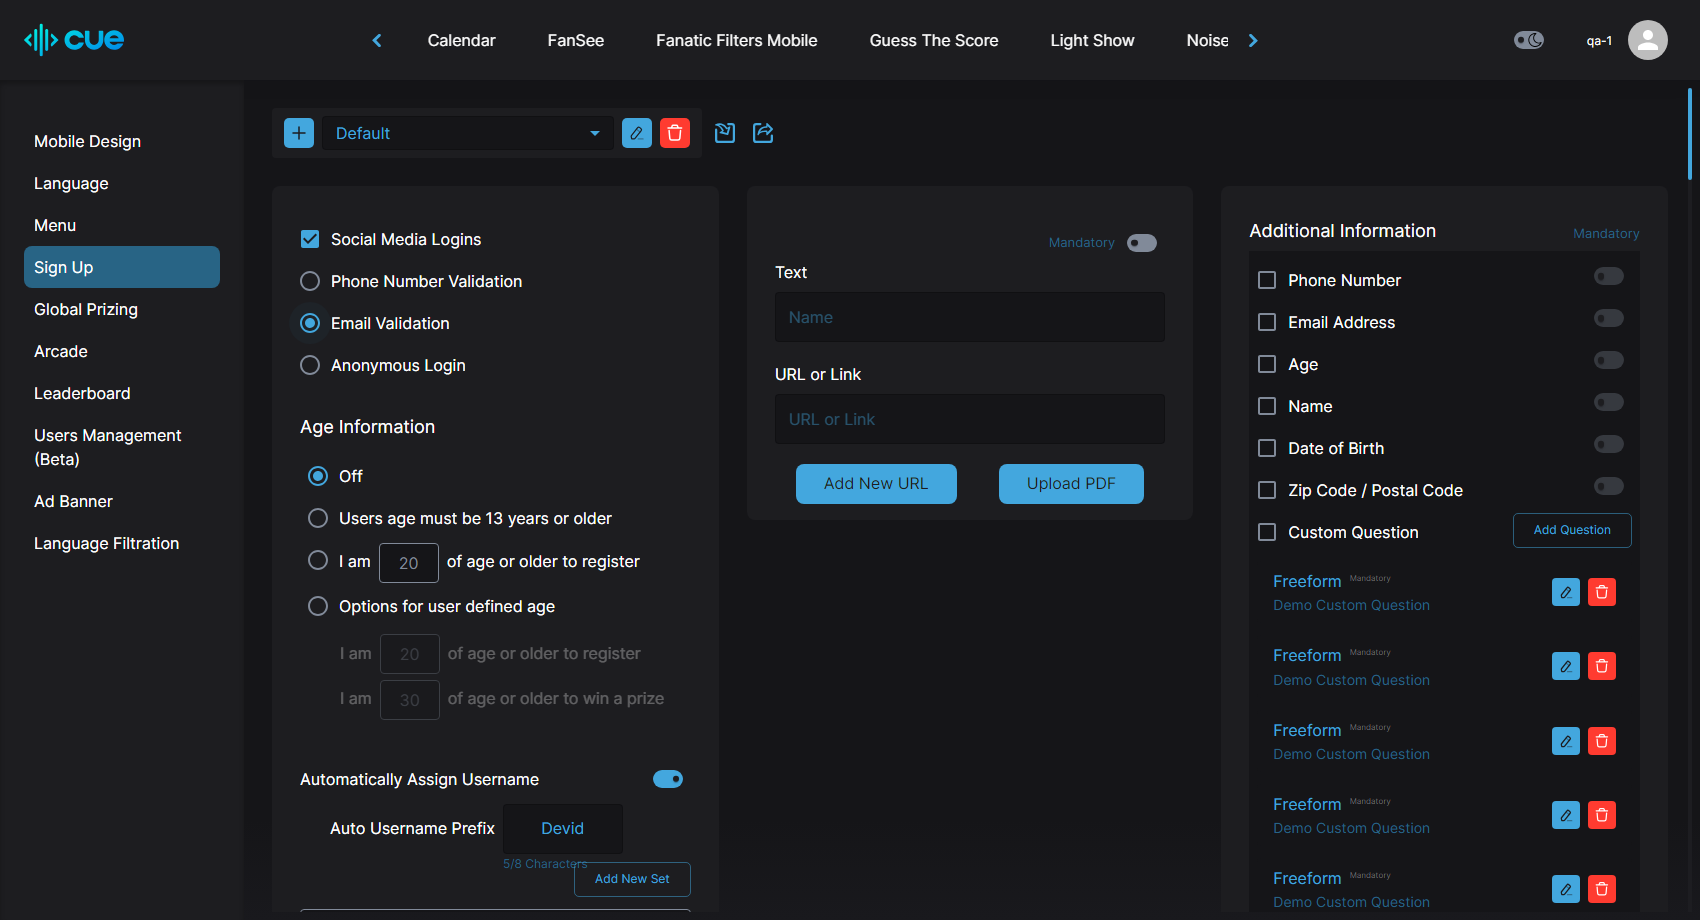 cue
Calendar
FanSee
Fanatic Filters Mobile
Guess The Score
Light Show
Noise
qa-1
Mobile Design
Language
Menu
Sign Up
Global Prizing
Arcade
Leaderboard
Users Management
(Beta)
Ad Banner
Language Filtration
Default
Social Media Logins
Phone Number Validation
Email Validation
Anonymous Login
Age Information
Off
Users age must be 13 years or older
I am 20 of age or older to register
Options for user defined age
I am 20 of age or older to register
I am 30 of age or older to win a prize
Automatically Assign Username
Auto Username Prefix Devid
5/8 Characters
Add New Set
Mandatory
Text
Name
URL or Link
URL or Link
Add New URL
Upload PDF
Additional Information Mandatory
Phone Number
Email Address
Age
Name
Date of Birth
Zip Code / Postal Code
Custom Question Add Question
Freeform Mandatory
Demo Custom Question
Freeform Mandatory
Demo Custom Question
Freeform Mandatory
Demo Custom Question
Freeform Mandatory
Demo Custom Question
Freeform Mandatory
Demo Custom Question